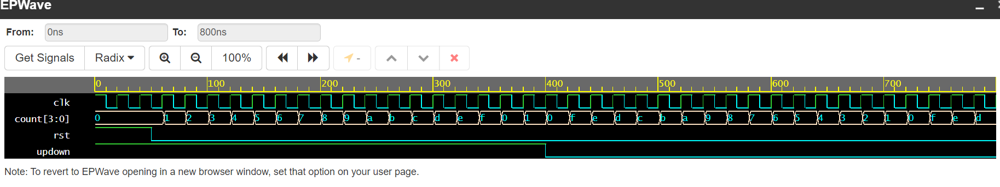 EPWave
From: 0ns To: 800ns
Get Signals Radix 100% -
0 100 200 300 400 500 600 700
clk
count[3:0] 0 1 2 3 4 5 6 7 8 9 a b c d e f 0 1 0 f e d c b a 9 8 7 6 5 4 3 2 1 0 f e d
rst
updown
Note: To revert to EPWave opening in a new browser window, set that option on your user page.